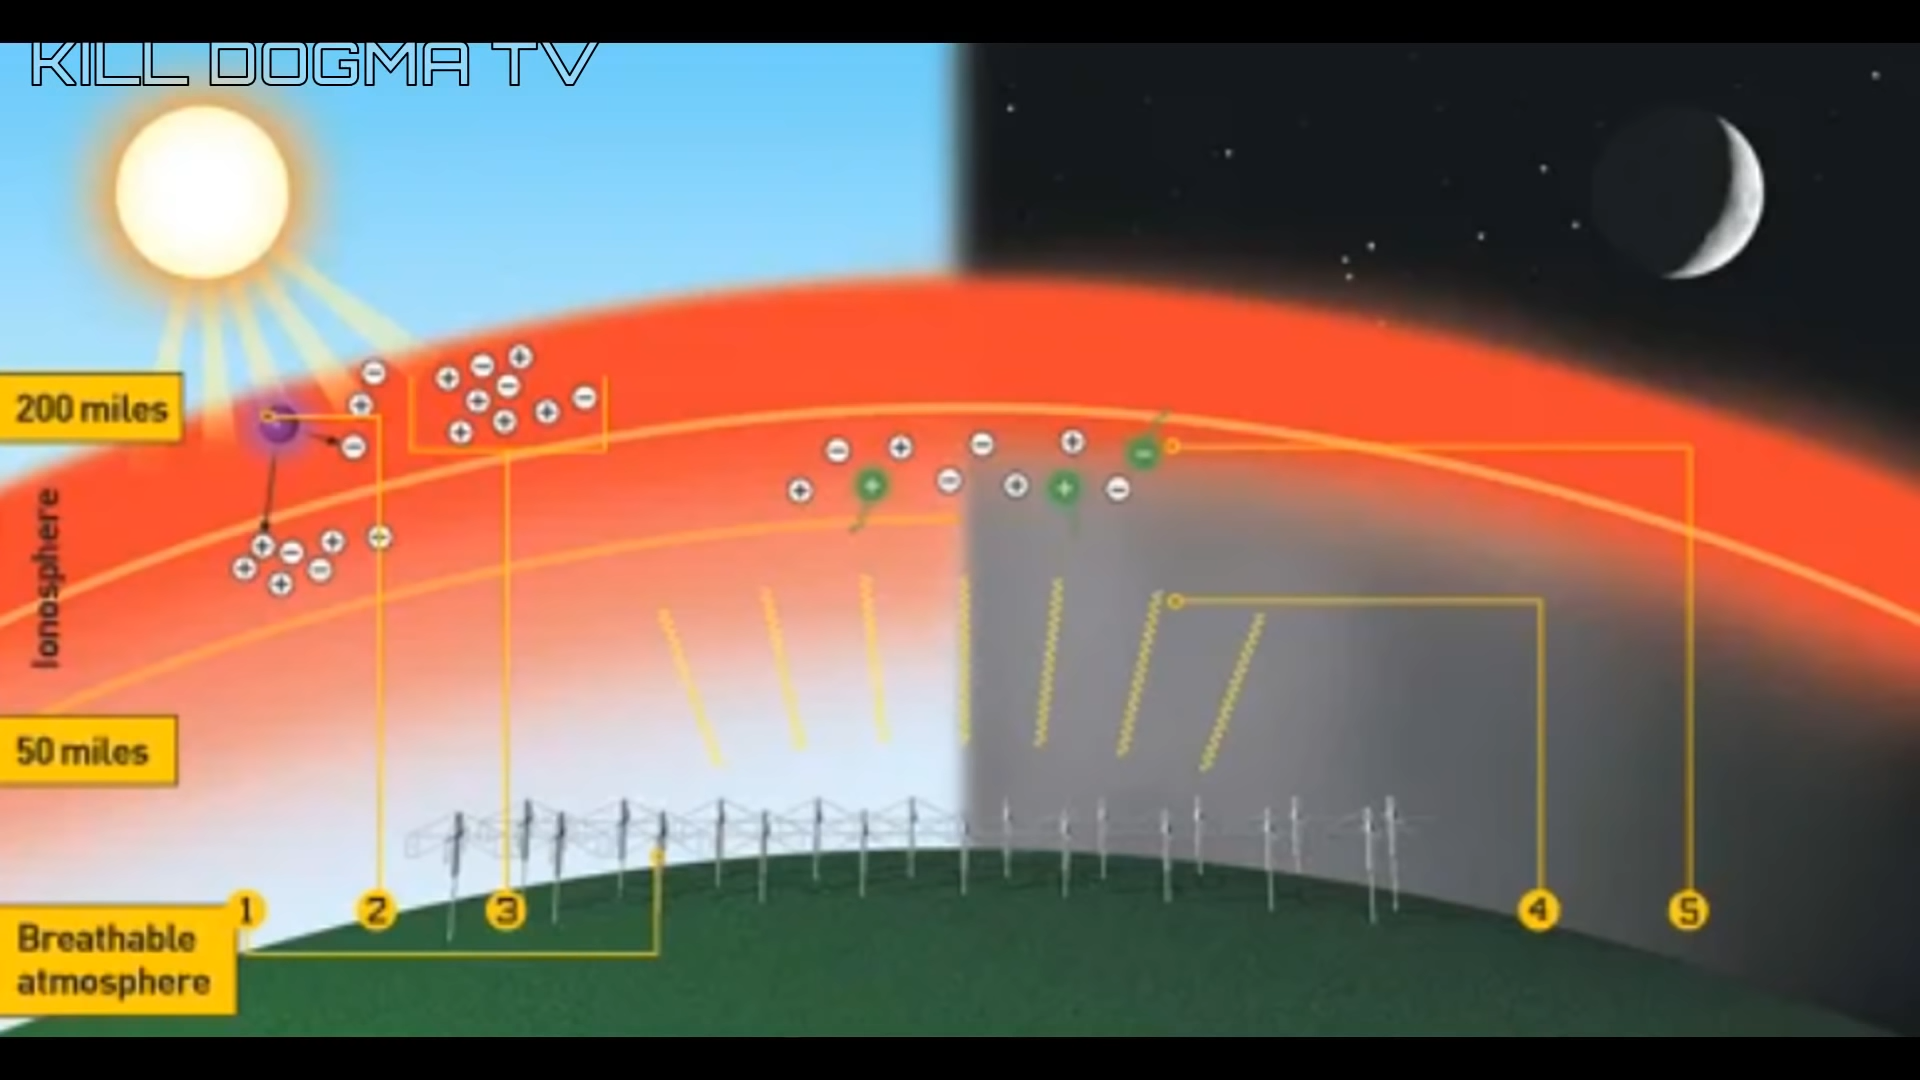 KILL DOGMA TV
200 miles
Ionosphere
50 miles
Breathable
atmosphere
1
2
3
4
5